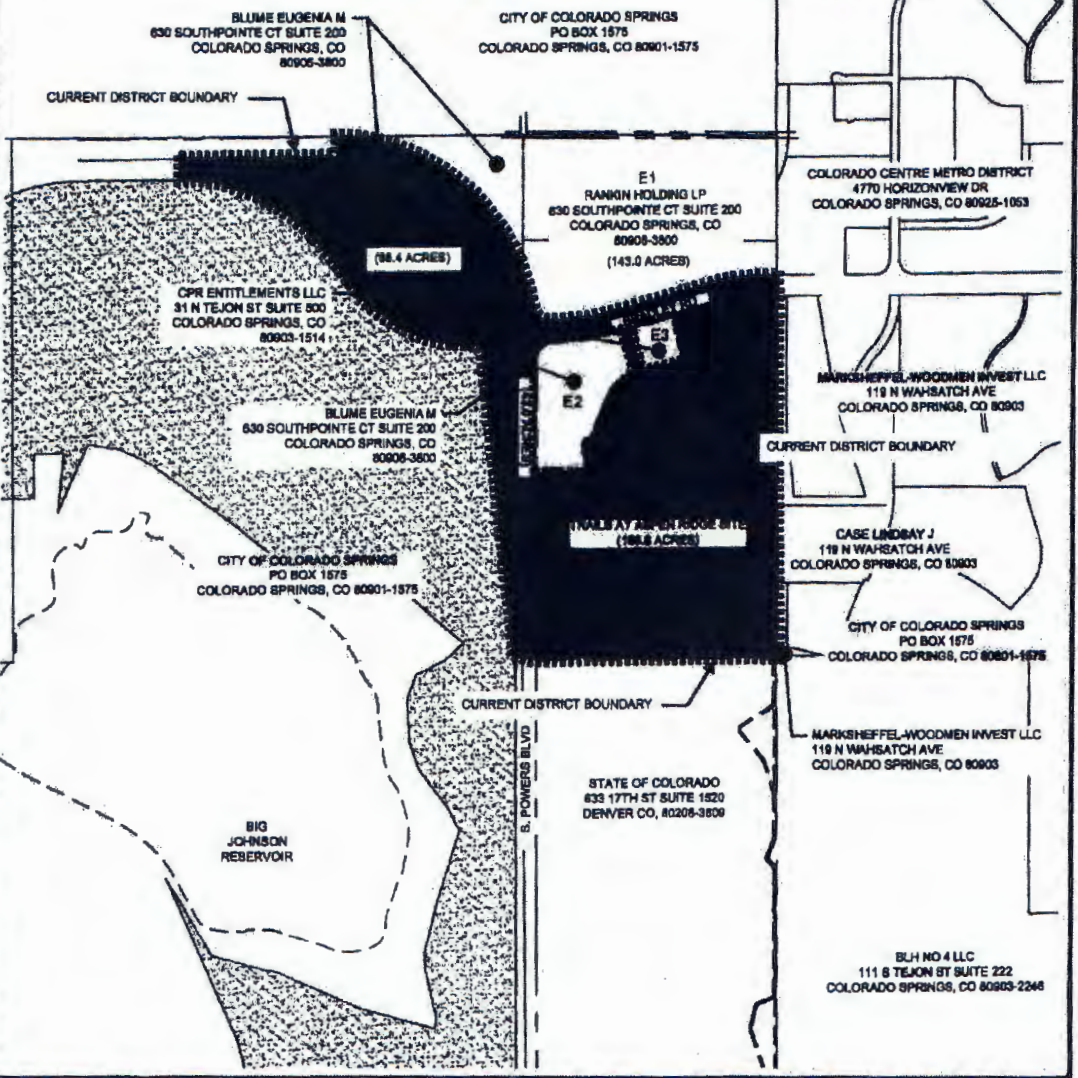 BLUME EUGENIA M
630 SOUTHPOINTE CT SUITE 200
COLORADO SPRINGS, CO
80906-3800
CITY OF COLORADO SPRINGS
PO BOX 1575
COLORADO SPRINGS, CO 80901-1575
CURRENT DISTRICT BOUNDARY
E1
RANKIN HOLDING LP
630 SOUTHPOINTE CT SUITE 200
COLORADO SPRINGS, CO
80906-3800
(143.0 ACRES)
COLORADO CENTRE METRO DISTRICT
4770 HORIZONVIEW DR
COLORADO SPRINGS, CO 80925-1053
ACRES)
CPR ENTITLEMENTS LLC
31 N TEJON ST SUITE 500
COLORADO SPRINGS, CO
80903-1514
E3
E2
MARKSHEFFEL-WOODMEN INVEST LLC
119 N WAHSATCH AVE
COLORADO SPRINGS, CO 80903
BLUME EUGENIA M
630 SOUTHPOINTE CT SUITE 200
COLORADO SPRINGS, CO
80906-3800
CURRENT DISTRICT BOUNDARY
TRAILS AT ASPEN RIDGE SITE
ACRES)
CASE LINDSAY J
119 N WAHSATCH AVE
COLORADO SPRINGS, CO 80903
CITY OF COLORADO SPRINGS
PO BOX 1575
COLORADO SPRINGS, CO 80901-1575
CITY OF COLORADO SPRINGS
PO BOX 1575
COLORADO SPRINGS, CO 80901-1575
CURRENT DISTRICT BOUNDARY
MARKSHEFFEL-WOODMEN INVEST LLC
119 N WAHSATCH AVE
COLORADO SPRINGS, CO 80903
S. POWERS BLVD
STATE OF COLORADO
633 17TH ST SUITE 1520
DENVER CO, 80206-3609
BIG
JOHNSON
RESERVOIR
BLH NO 4 LLC
111 S TEJON ST SUITE 222
COLORADO SPRINGS, CO 80903-2246